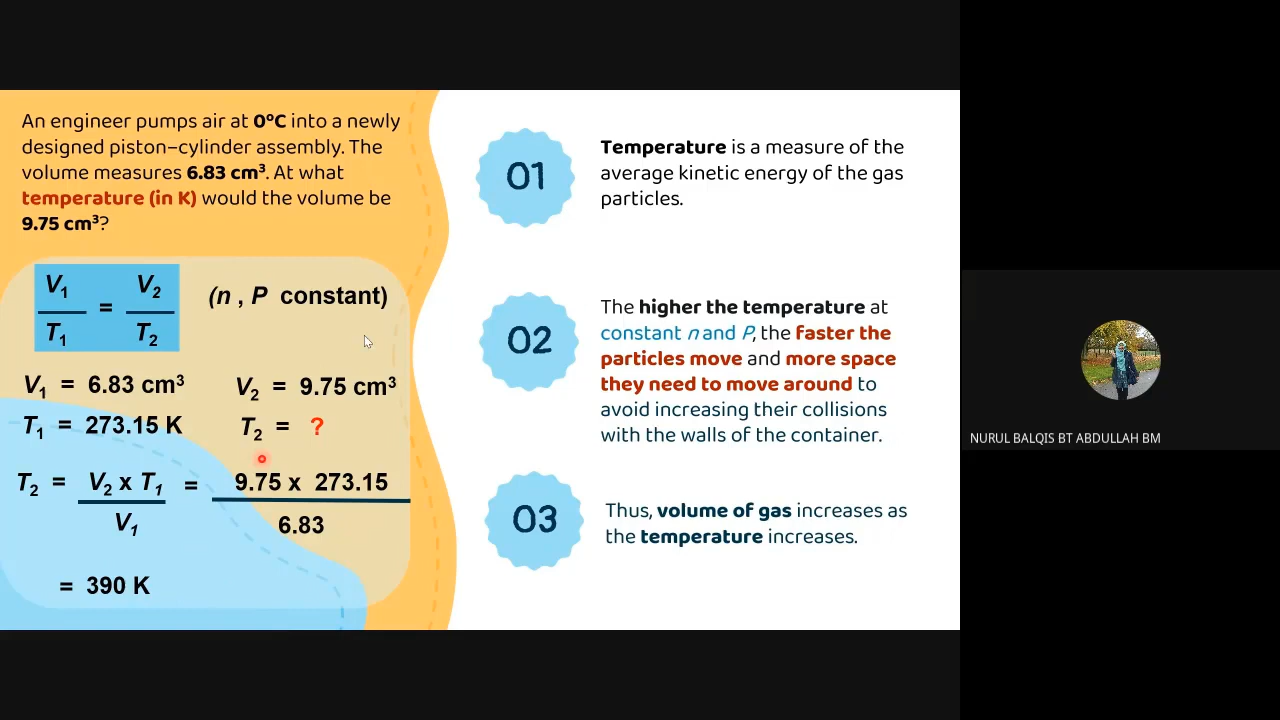 An engineer pumps air at 0°C into a newly
designed piston–cylinder assembly. The
volume measures 6.83 cm³. At what
temperature (in K) would the volume be
9.75 cm³?
V₁ / T₁ = V₂ / T₂ (n , P constant)
V₁ = 6.83 cm³ V₂ = 9.75 cm³
T₁ = 273.15 K T₂ = ?
T₂ = V₂ x T₁ / V₁ = 9.75 x 273.15 / 6.83
= 390 K
01
Temperature is a measure of the
average kinetic energy of the gas
particles.
02
The higher the temperature at
constant n and P, the faster the
particles move and more space
they need to move around to
avoid increasing their collisions
with the walls of the container.
03
Thus, volume of gas increases as
the temperature increases.
NURUL BALQIS BT ABDULLAH BM